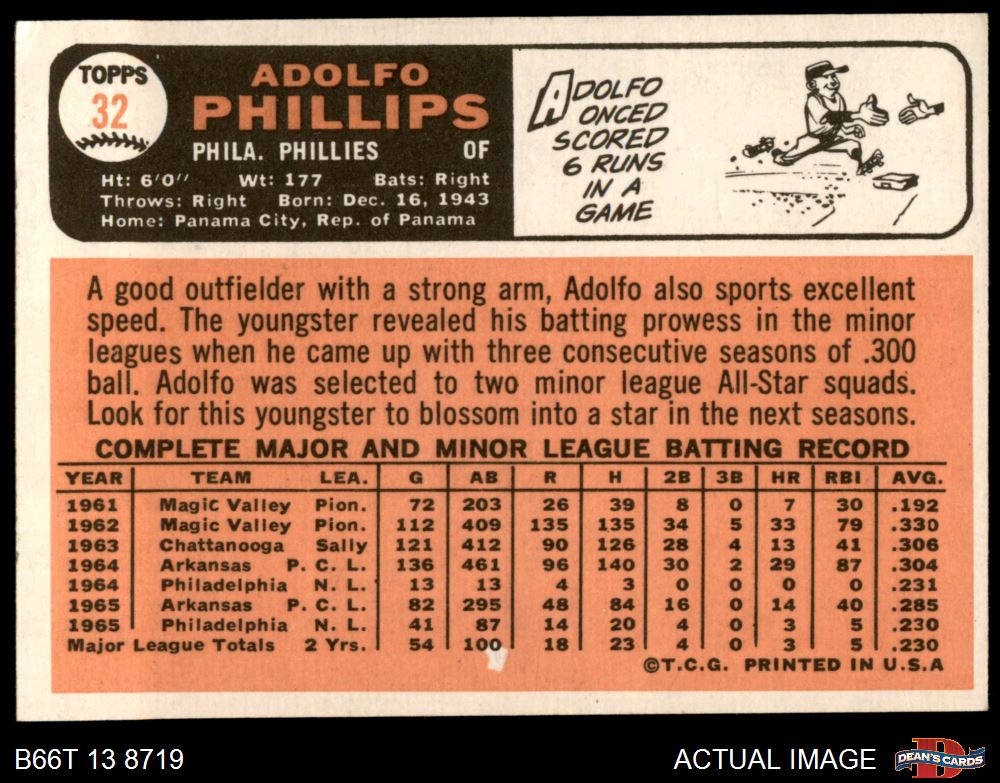 TOPPS
32
ADOLFO
PHILLIPS
PHILA. PHILLIES OF
Ht: 6'0" Wt: 177 Bats: Right
Throws: Right Born: Dec. 16, 1943
Home: Panama City, Rep. of Panama
ADOLFO
ONCED
SCORED
6 RUNS
IN A
GAME
A good outfielder with a strong arm, Adolfo also sports excellent
speed. The youngster revealed his batting prowess in the minor
leagues when he came up with three consecutive seasons of .300
ball. Adolfo was selected to two minor league All-Star squads.
Look for this youngster to blossom into a star in the next seasons.
COMPLETE MAJOR AND MINOR LEAGUE BATTING RECORD
YEAR TEAM LEA. G AB R H 2B 3B HR RBI AVG.
1961 Magic Valley Pion. 72 203 26 39 8 0 7 30 .192
1962 Magic Valley Pion. 112 409 135 135 34 5 33 79 .330
1963 Chattanooga Sally 121 412 90 126 28 4 13 41 .306
1964 Arkansas P. C. L. 136 461 96 140 30 2 29 87 .304
1964 Philadelphia N. L. 13 13 4 3 0 0 0 0 .231
1965 Arkansas P. C. L. 82 295 48 84 16 0 14 40 .285
1965 Philadelphia N. L. 41 87 14 20 4 0 3 5 .230
Major League Totals 2 Yrs. 54 100 18 23 4 0 3 5 .230
©T.C.G. PRINTED IN U.S.A
B66T 13 8719
ACTUAL IMAGE
D
DEAN'S CARDS